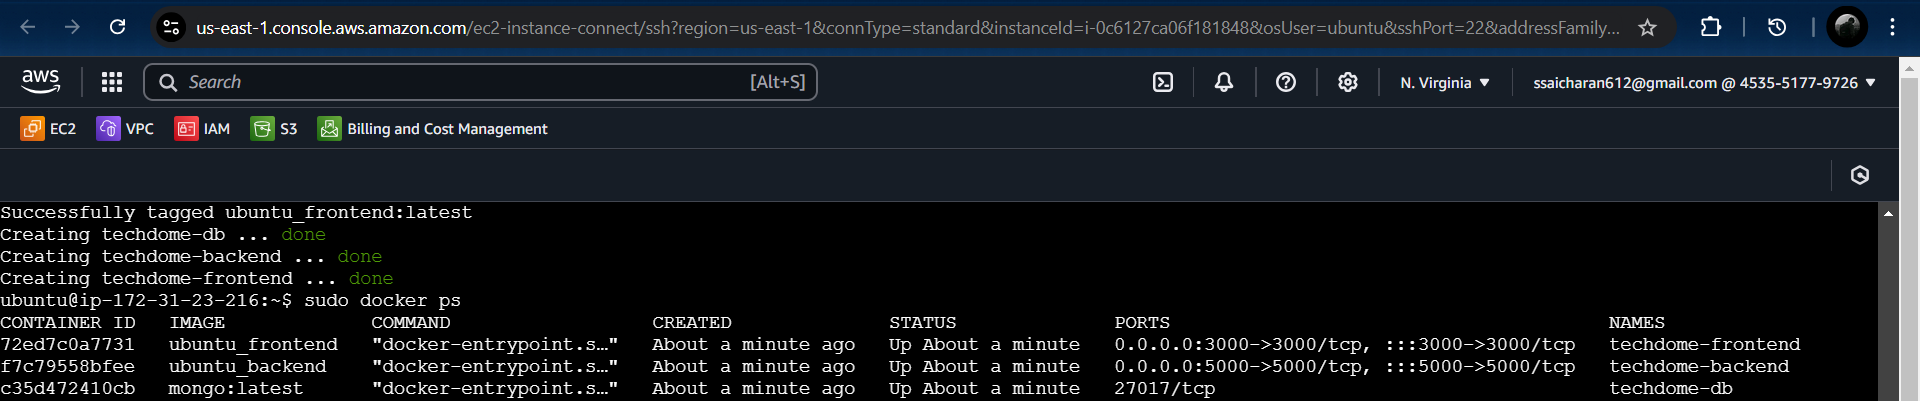 us-east-1.console.aws.amazon.com/ec2-instance-connect/ssh?region=us-east-1&connType=standard&instanceId=i-0c6127ca06f181848&osUser=ubuntu&sshPort=22&addressFamily...
aws Search [Alt+S] N. Virginia ▼ ssaicharan612@gmail.com @ 4535-5177-9726 ▼
EC2 VPC IAM S3 Billing and Cost Management
Successfully tagged ubuntu_frontend:latest
Creating techdome-db ... done
Creating techdome-backend ... done
Creating techdome-frontend ... done
ubuntu@ip-172-31-23-216:~$ sudo docker ps
CONTAINER ID IMAGE COMMAND CREATED STATUS PORTS NAMES
72ed7c0a7731 ubuntu_frontend "docker-entrypoint.s…" About a minute ago Up About a minute 0.0.0.0:3000->3000/tcp, :::3000->3000/tcp techdome-frontend
f7c79558bfee ubuntu_backend "docker-entrypoint.s…" About a minute ago Up About a minute 0.0.0.0:5000->5000/tcp, :::5000->5000/tcp techdome-backend
c35d472410cb mongo:latest "docker-entrypoint.s…" About a minute ago Up About a minute 27017/tcp techdome-db